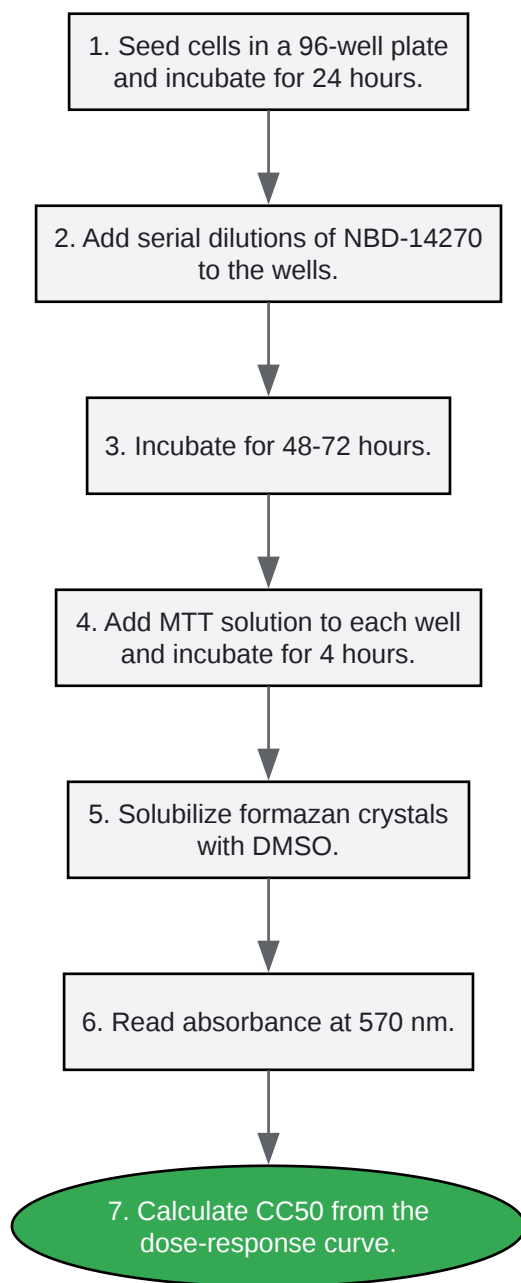 1. Seed cells in a 96-well plate
and incubate for 24 hours.
2. Add serial dilutions of NBD-14270
to the wells.
3. Incubate for 48-72 hours.
4. Add MTT solution to each well
and incubate for 4 hours.
5. Solubilize formazan crystals
with DMSO.
6. Read absorbance at 570 nm.
7. Calculate CC50 from the
dose-response curve.